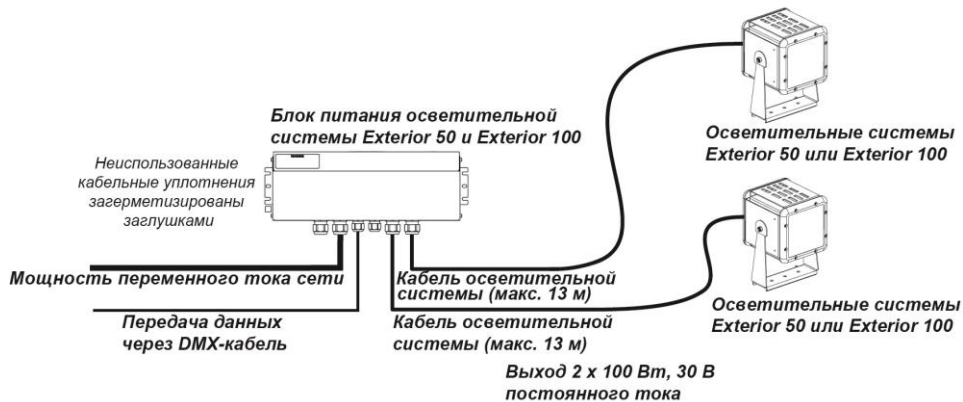 Блок питания осветительной
системы Exterior 50 и Exterior 100
Неиспользованные
кабельные уплотнения
загерметизированы
заглушками
Осветительные системы
Exterior 50 или Exterior 100
Мощность переменного тока сети
Кабель осветительной
системы (макс. 13 м)
Передача данных
через DMX-кабель
Кабель осветительной
системы (макс. 13 м)
Осветительные системы
Exterior 50 или Exterior 100
Выход 2 x 100 Вт, 30 В
постоянного тока